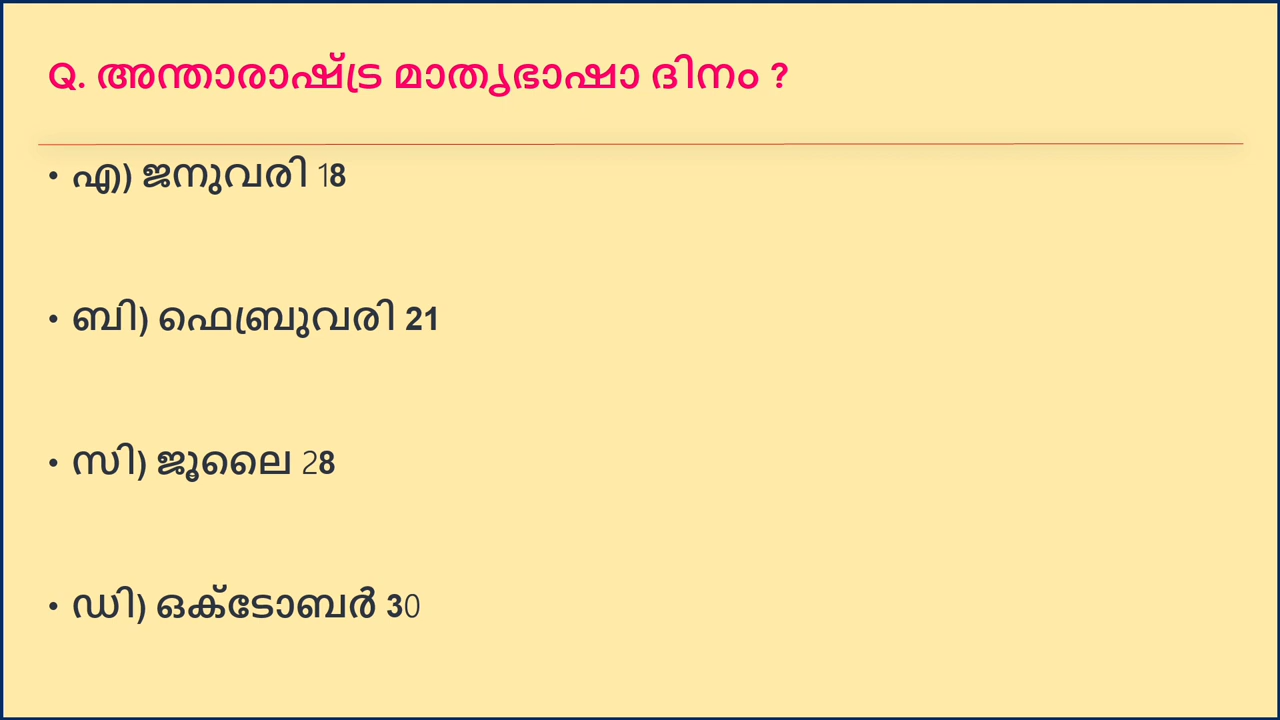 Q. അന്താരാഷ്ട്ര മാതൃഭാഷാ ദിനം ?
• എ) ജനുവരി 18
• ബി) ഫെബ്രുവരി 21
• സി) ജൂലൈ 28
• ഡി) ഒക്ടോബർ 30